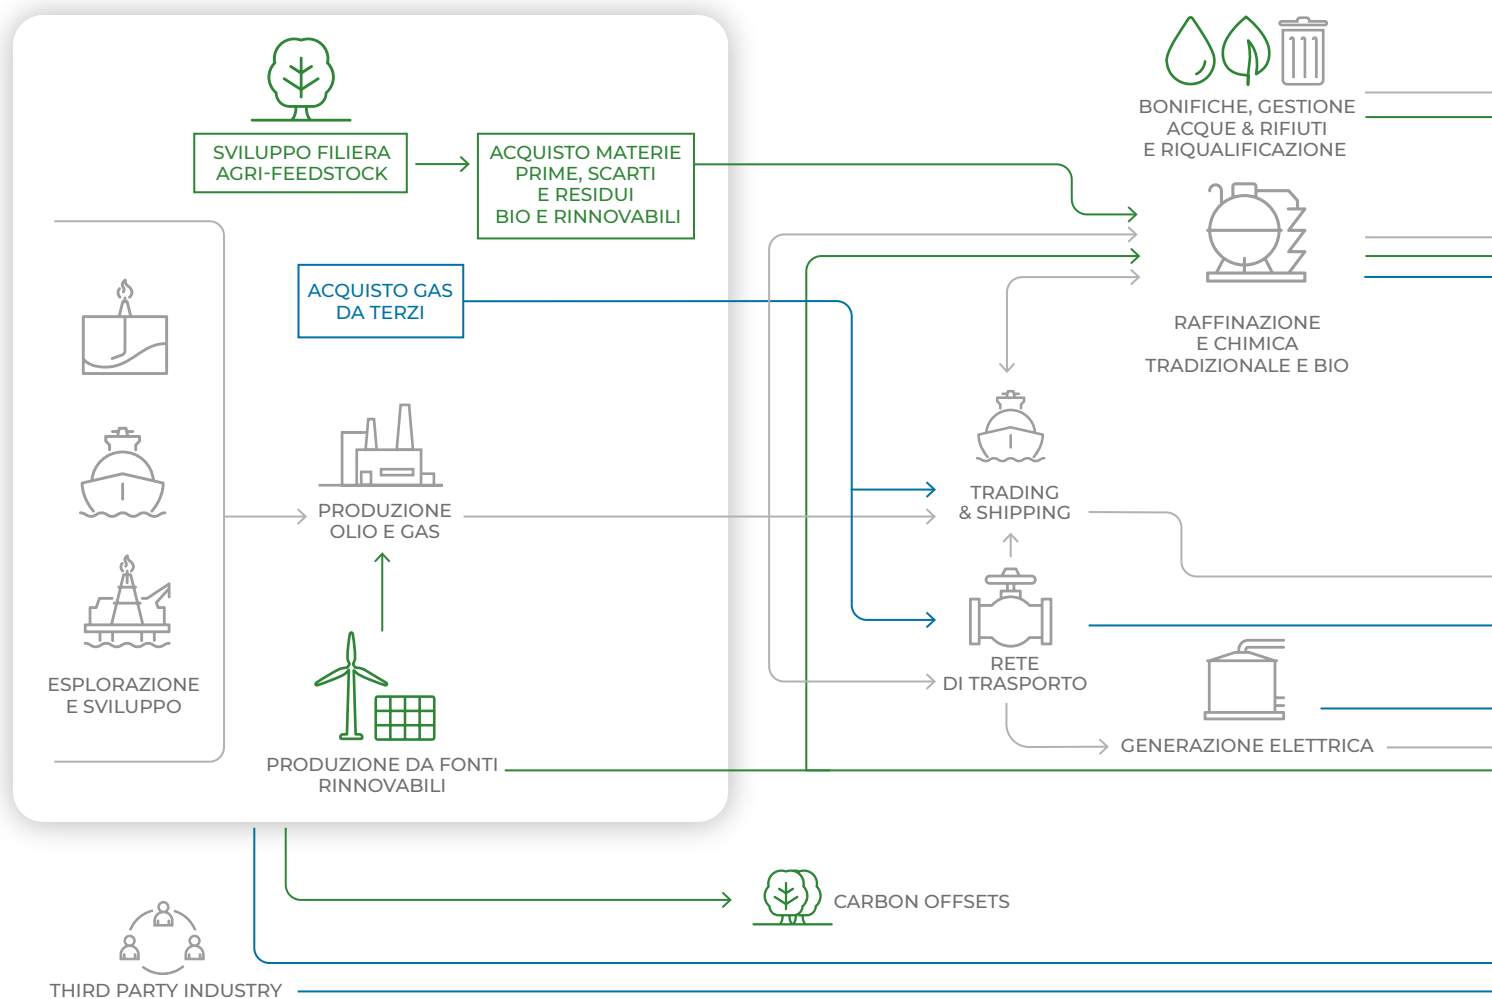 BONIFICHE, GESTIONE
ACQUE & RIFIUTI
E RIQUALIFICAZIONE
SVILUPPO FILIERA
AGRI-FEEDSTOCK
ACQUISTO MATERIE
PRIME, SCARTI
E RESIDUI
BIO E RINNOVABILI
ACQUISTO GAS
DA TERZI
RAFFINAZIONE
E CHIMICA
TRADIZIONALE E BIO
PRODUZIONE
OLIO E GAS
TRADING
& SHIPPING
ESPLORAZIONE
E SVILUPPO
RETE
DI TRASPORTO
GENERAZIONE ELETTRICA
PRODUZIONE DA FONTI
RINNOVABILI
CARBON OFFSETS
THIRD PARTY INDUSTRY